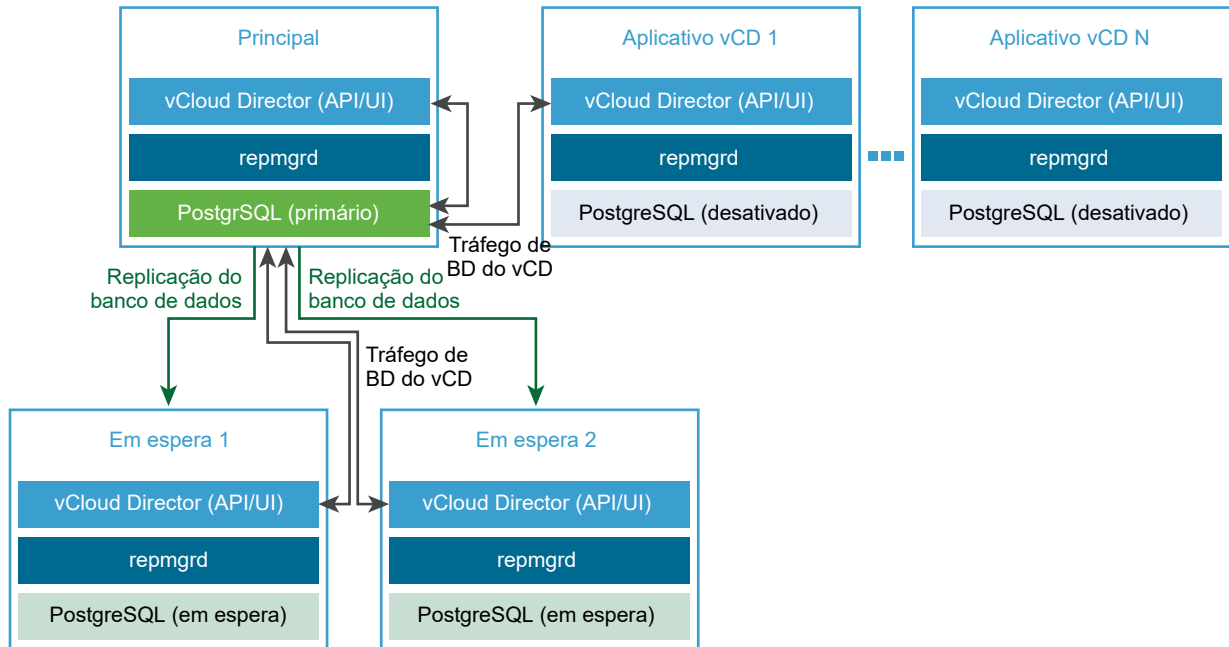 Principal
vCloud Director (API/UI)
repmgrd
PostgrSQL (primário)
Aplicativo vCD 1
vCloud Director (API/UI)
repmgrd
PostgreSQL (desativado)
Aplicativo vCD N
vCloud Director (API/UI)
repmgrd
PostgreSQL (desativado)
Tráfego de
BD do vCD
Replicação do
banco de dados
Replicação do
banco de dados
Tráfego de
BD do vCD
Em espera 1
vCloud Director (API/UI)
repmgrd
PostgreSQL (em espera)
Em espera 2
vCloud Director (API/UI)
repmgrd
PostgreSQL (em espera)